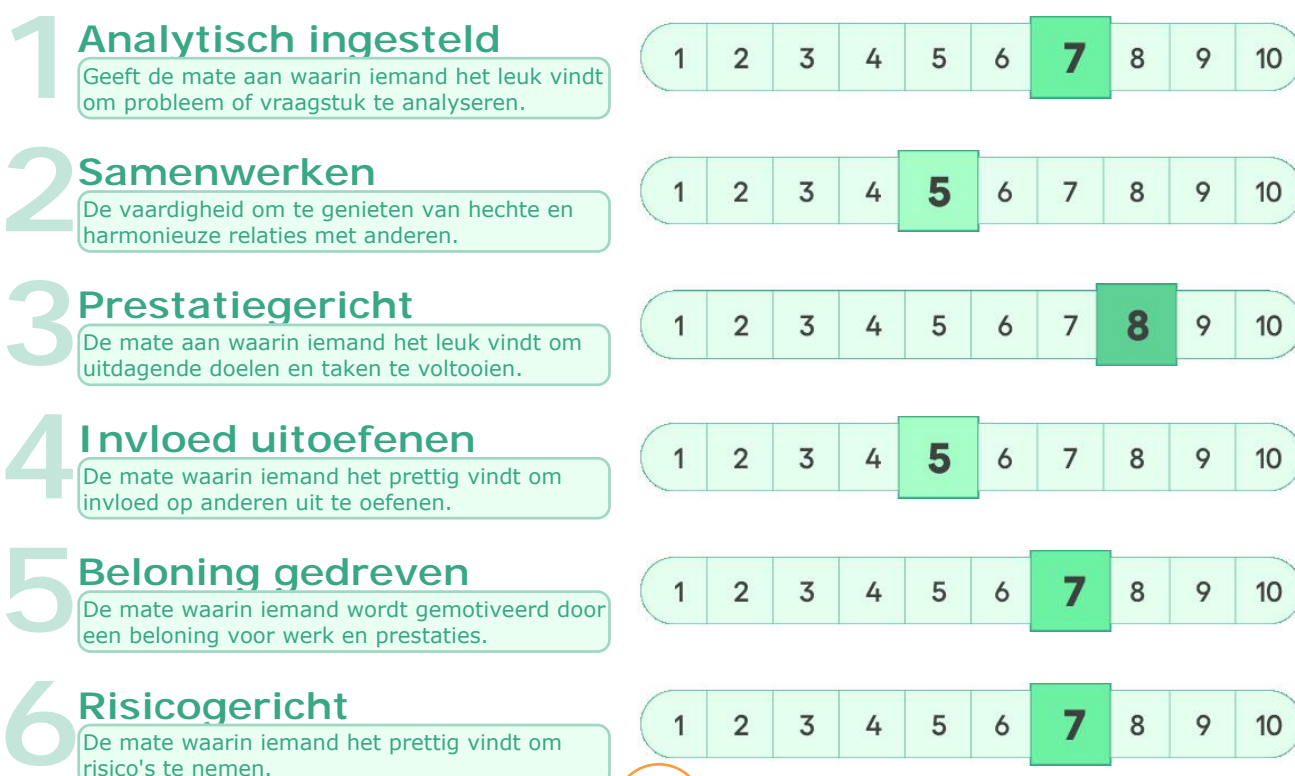 1 Analytisch ingesteld
Geeft de mate aan waarin iemand het leuk vindt
om probleem of vraagstuk te analyseren.
1 2 3 4 5 6 7 8 9 10
2 Samenwerken
De vaardigheid om te genieten van hechte en
harmonieuze relaties met anderen.
1 2 3 4 5 6 7 8 9 10
3 Prestatiegericht
De mate aan waarin iemand het leuk vindt om
uitdagende doelen en taken te voltooien.
1 2 3 4 5 6 7 8 9 10
4 Invloed uitoefenen
De mate waarin iemand het prettig vindt om
invloed op anderen uit te oefenen.
1 2 3 4 5 6 7 8 9 10
5 Beloning gedreven
De mate waarin iemand wordt gemotiveerd door
een beloning voor werk en prestaties.
1 2 3 4 5 6 7 8 9 10
6 Risicogericht
De mate waarin iemand het prettig vindt om
risico's te nemen.
1 2 3 4 5 6 7 8 9 10